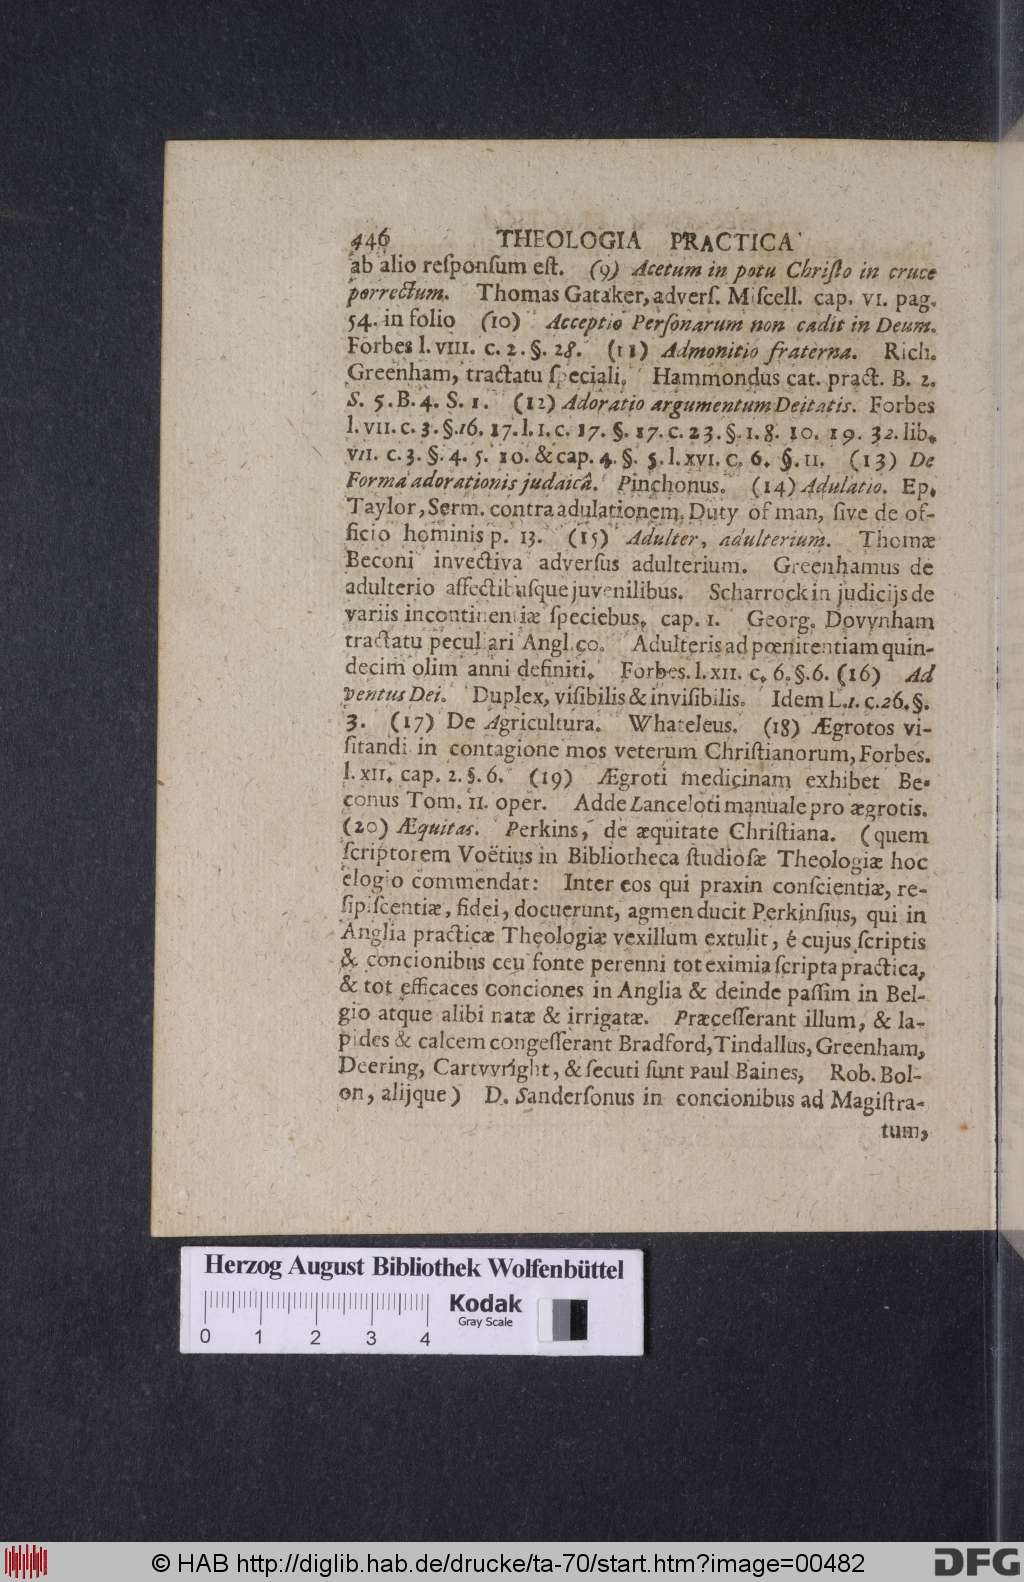 446 THEOLOGIA PRACTICA
ab alio reſponſum eſt. (9) Acetum in potu Chriſto in cruce
porrectum. Thomas Gataker, adverſ. Miſcell. cap. VI. pag.
54. in folio (10) Acceptio Perſonarum non cadit in Deum.
Forbes l. VIII. c. 2. §. 28. (11) Admonitio fraterna. Rich.
Greenham, tractatu ſpeciali. Hammondus cat. pract. B. 2.
S. 5. B. 4. S. 1. (12) Adoratio argumentum Deitatis. Forbes
l. VII. c. 3. §. 16. 17. l. I. c. 17. §. 17. c. 23. §. 1. 8. 10. 19. 32. lib.
VII. c. 3. §. 4. 5. 10. & cap. 4. §. 5. l. XVI. c. 6. §. 11. (13) De
Forma adorationis judaicâ. Pinchonus. (14) Adulatio. Ep.
Taylor, Serm. contra adulationem. Duty of man, ſive de of-
ficio hominis p. 13. (15) Adulter, adulterium. Thomæ
Beconi invectiva adverſus adulterium. Greenhamus de
adulterio affectibuſque juvenilibus. Scharrock in judicijs de
variis incontinentiæ ſpeciebus. cap. 1. Georg. Dovvnham
tractatu peculiari Anglico. Adulteris ad pœnitentiam quin-
decim olim anni definiti. Forbes. l. XII. c. 6. §. 6. (16) Ad
ventus Dei. Duplex, viſibilis & inviſibilis. Idem L. 1. c. 26. §.
3. (17) De Agricultura. Whateleus. (18) Ægrotos vi-
ſitandi in contagione mos veterum Chriſtianorum, Forbes.
l. XII. cap. 2. §. 6. (19) Ægroti medicinam exhibet Be-
conus Tom. II. oper. Adde Lanceloti manuale pro ægrotis.
(20) Æquitas. Perkins, de æquitate Chriſtiana. (quem
ſcriptorem Voëtius in Bibliotheca ſtudioſæ Theologiæ hoc
elogio commendat: Inter eos qui praxin conſcientiæ, re-
ſipiſcentiæ, fidei, docuerunt, agmen ducit Perkinſius, qui in
Anglia practicæ Theologiæ vexillum extulit, é cujus ſcriptis
& concionibus ceu fonte perenni tot eximia ſcripta practica,
& tot efficaces conciones in Anglia & deinde paſſim in Bel-
gio atque alibi natæ & irrigatæ. Præceſſerant illum, & la-
pides & calcem congeſſerant Bradford, Tindallus, Greenham,
Deering, Cartvvright, & ſecuti ſunt Paul Baines, Rob. Bol-
on, alijque) D. Sanderſonus in concionibus ad Magiſtra-
tum,
Herzog August Bibliothek Wolfenbüttel
Kodak
Gray Scale
0 1 2 3 4
© HAB http://diglib.hab.de/drucke/ta-70/start.htm?image=00482
DFG